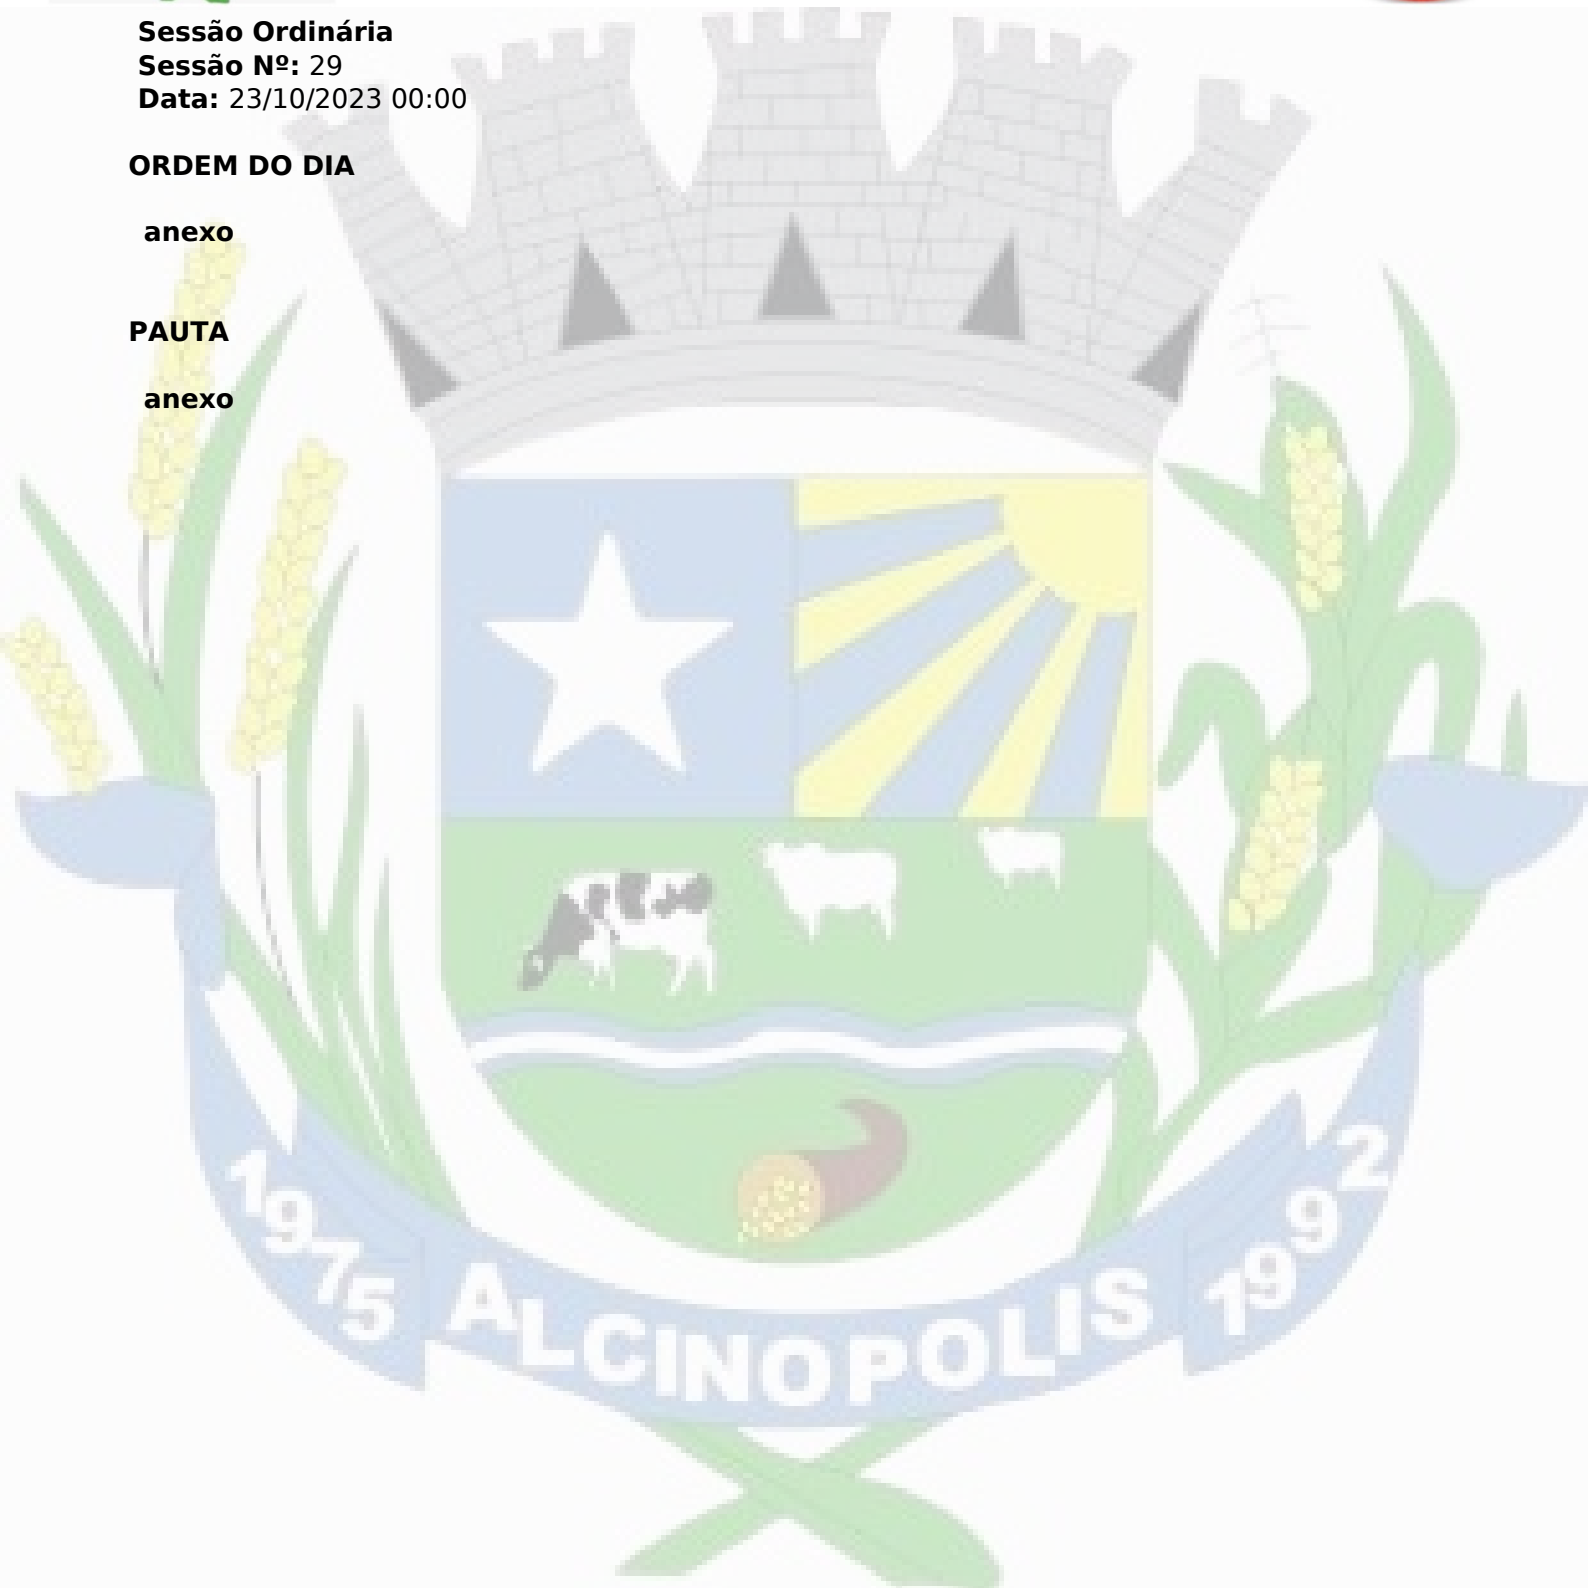 Sessão Ordinária
Sessão Nº: 29
Data: 23/10/2023 00:00
ORDEM DO DIA
anexo
PAUTA
anexo
1975 ALCINOPOLIS 1992